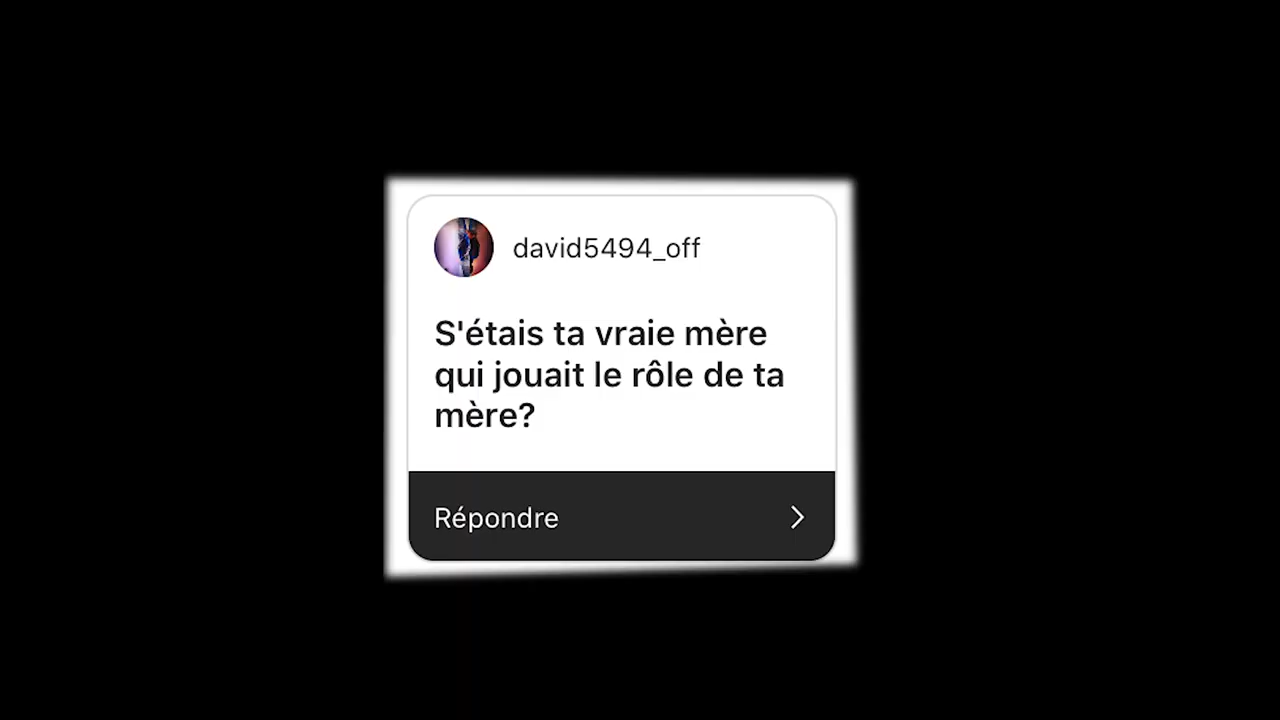 david5494_off
S'étais ta vraie mère
qui jouait le rôle de ta
mère?
Répondre